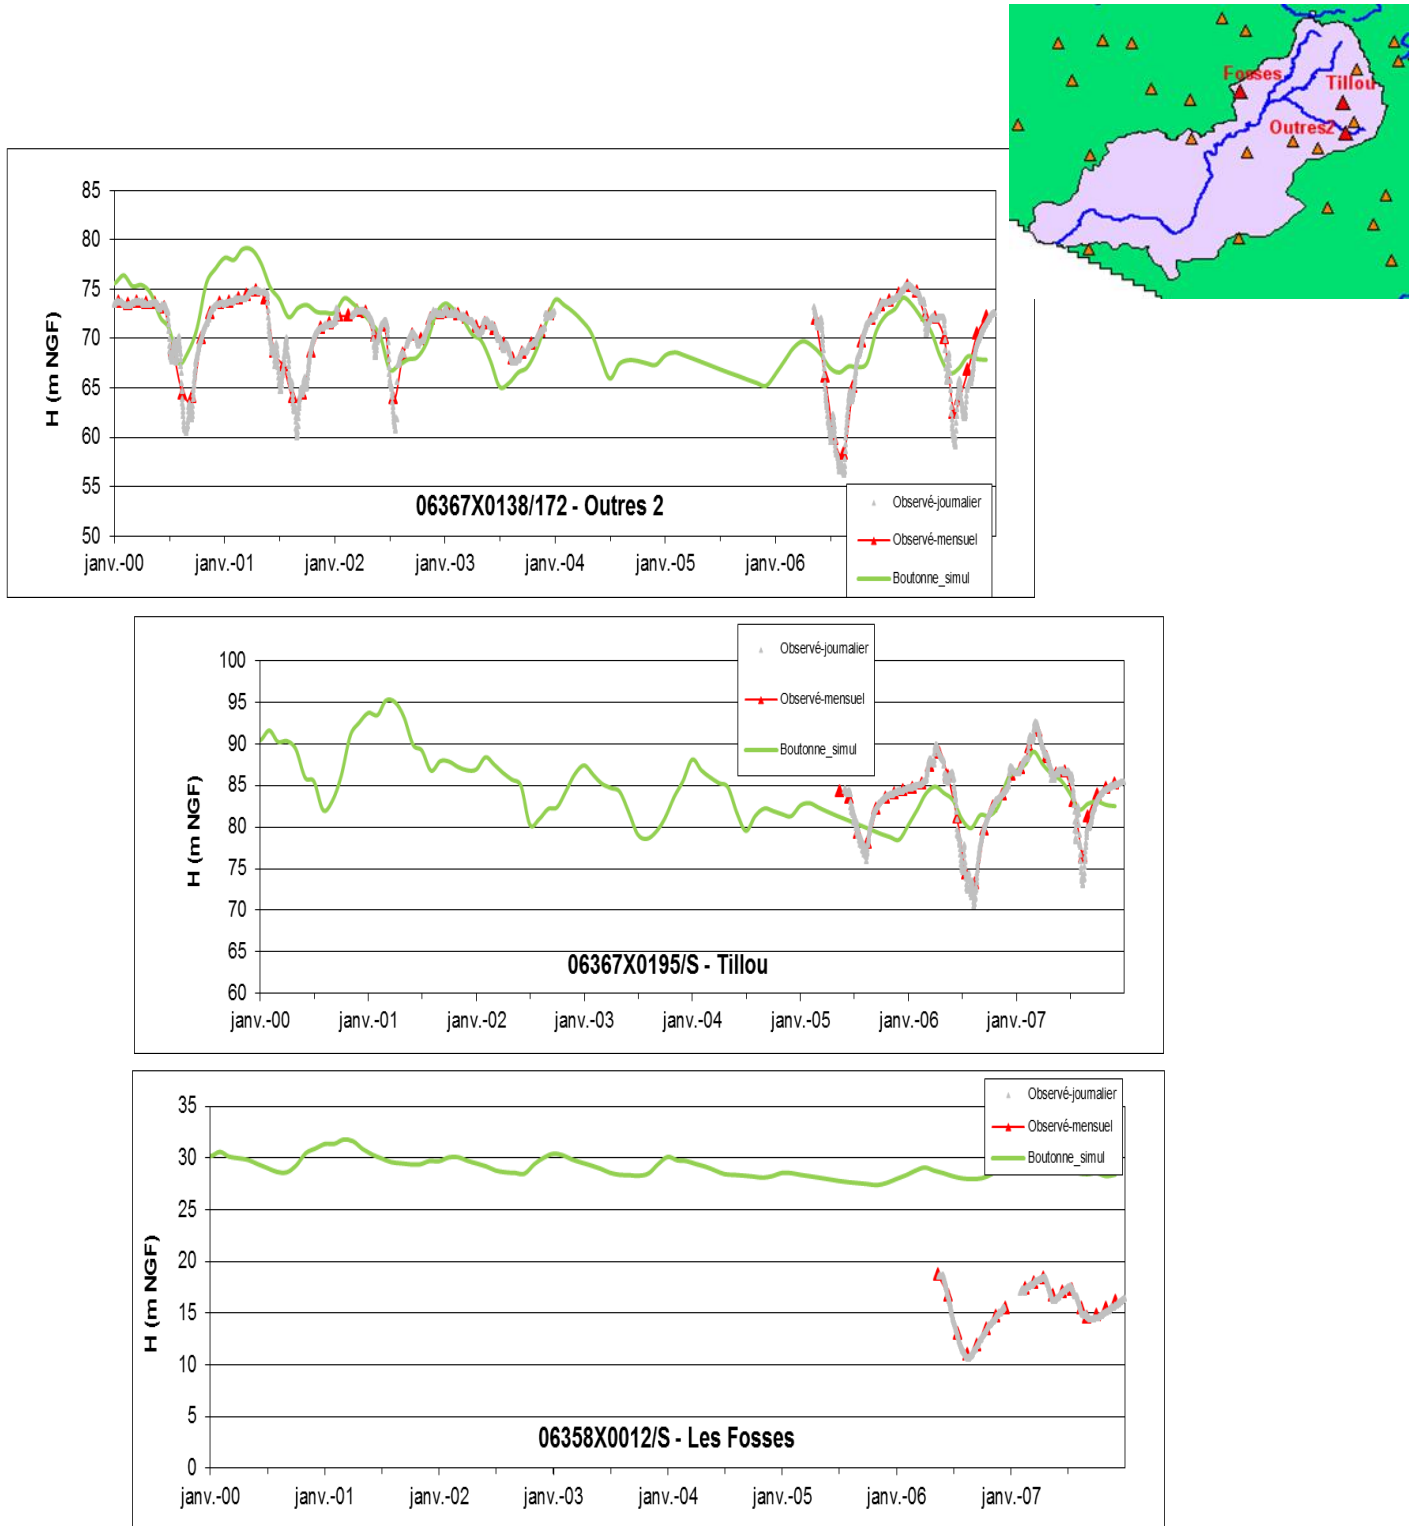 Fosses
Tillou
Outres2
85
80
75
70
65
60
55
50
H (m NGF)
06367X0138/172 - Outres 2
Observé-journalier
Observé-mensuel
Boutonne_simul
janv.-00 janv.-01 janv.-02 janv.-03 janv.-04 janv.-05 janv.-06
100
95
90
85
80
75
70
65
60
H (m NGF)
Observé-journalier
Observé-mensuel
Boutonne_simul
06367X0195/S - Tillou
janv.-00 janv.-01 janv.-02 janv.-03 janv.-04 janv.-05 janv.-06 janv.-07
35
30
25
20
15
10
5
0
H (m NGF)
Observé-journalier
Observé-mensuel
Boutonne_simul
06358X0012/S - Les Fosses
janv.-00 janv.-01 janv.-02 janv.-03 janv.-04 janv.-05 janv.-06 janv.-07